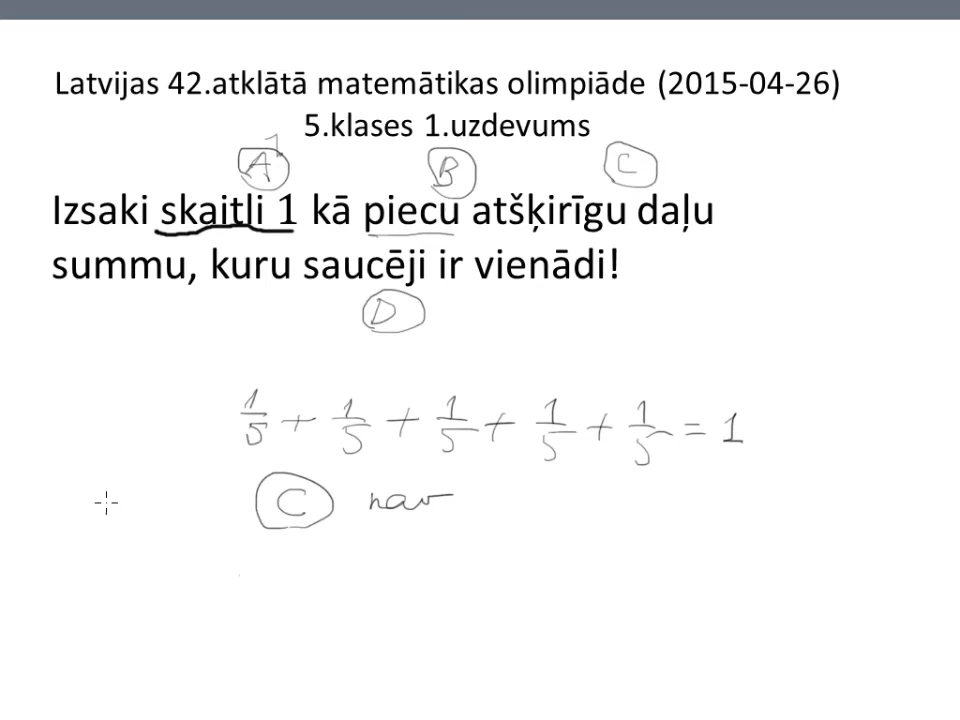 Latvijas 42.atklātā matemātikas olimpiāde (2015-04-26)
5.klases 1.uzdevums
A B C
Izsaki skaitli 1 kā piecu atšķirīgu daļu
summu, kuru saucēji ir vienādi!
D
1/5 + 1/5 + 1/5 + 1/5 + 1/5 = 1
C nav